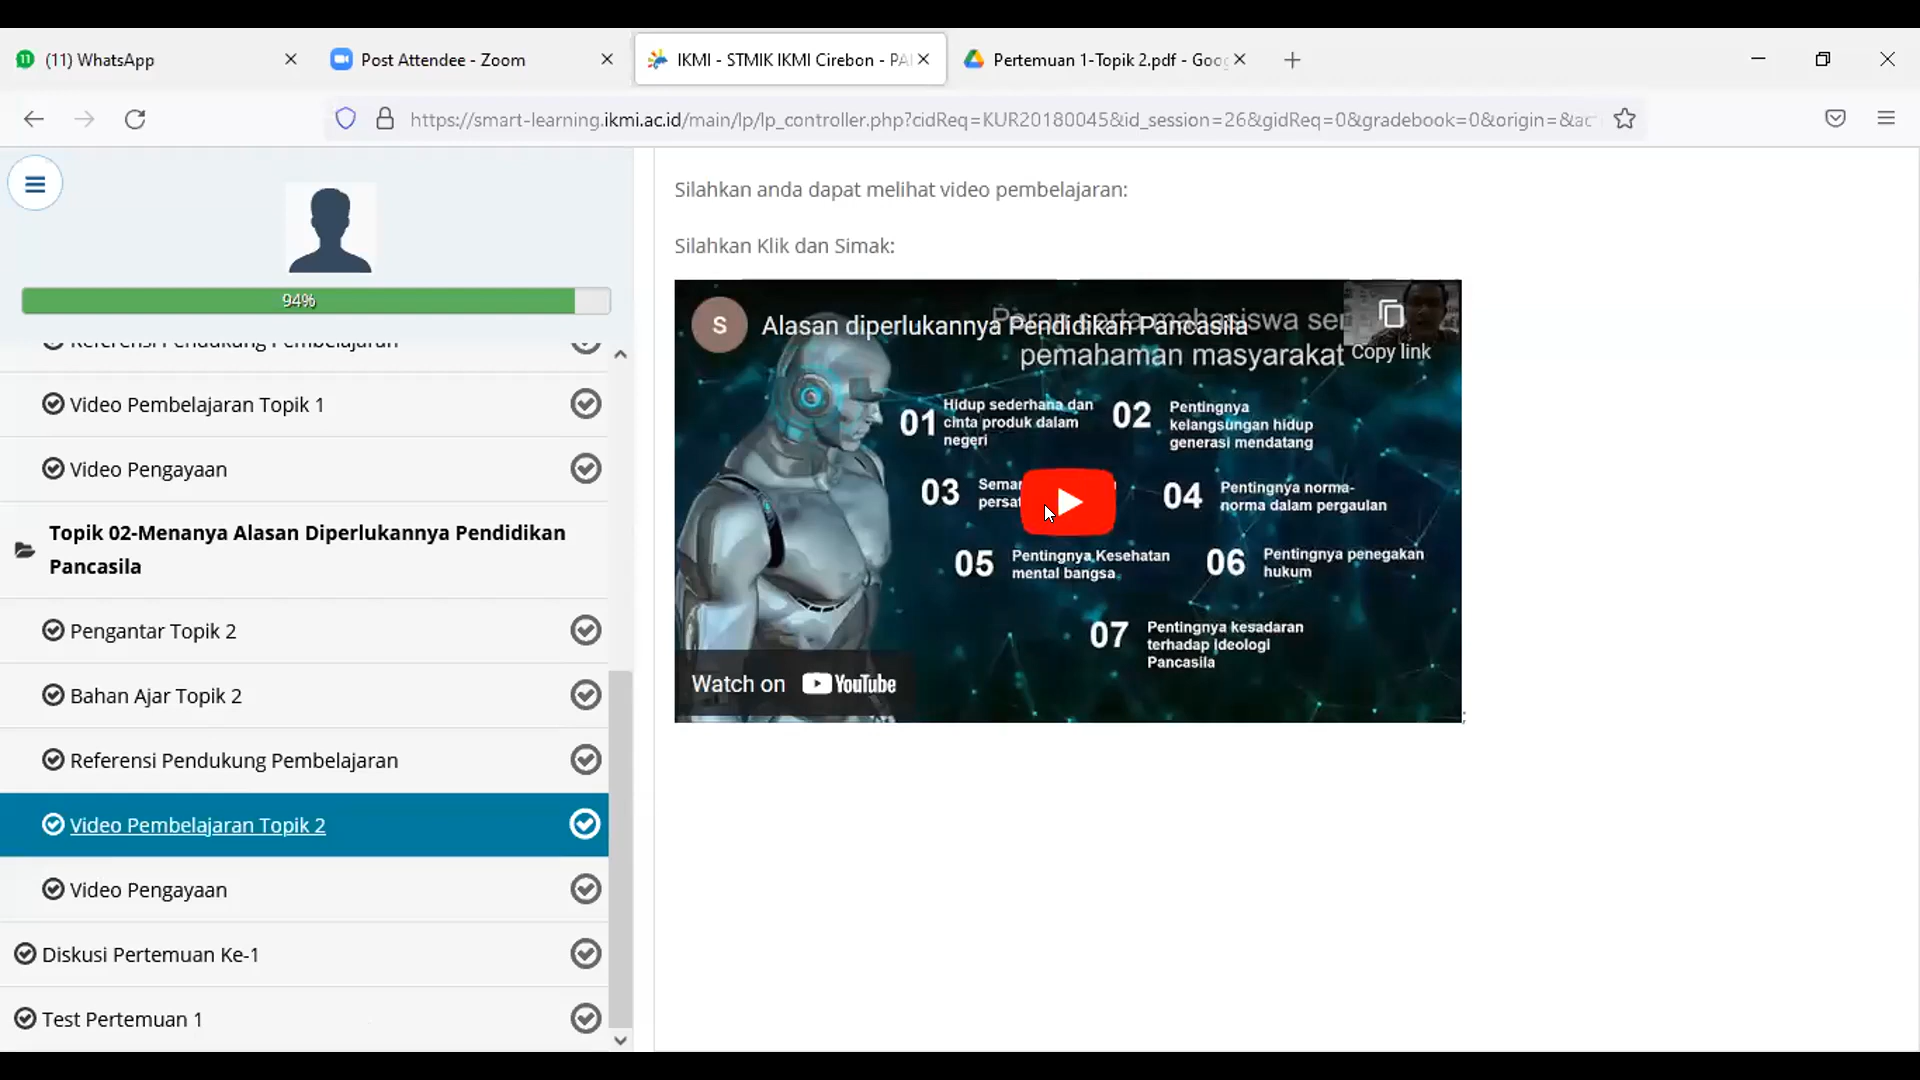 (11) WhatsApp
Post Attendee - Zoom
IKMI - STMIK IKMI Cirebon - PA
Pertemuan 1-Topik 2.pdf - Goo
https://smart-learning.ikmi.ac.id/main/lp/lp_controller.php?cidReq=KUR20180045&id_session=26&gidReq=0&gradebook=0&origin=&ac
94%
Referensi Pendukung Pembelajaran
Video Pembelajaran Topik 1
Video Pengayaan
Topik 02-Menanya Alasan Diperlukannya Pendidikan
Pancasila
Pengantar Topik 2
Bahan Ajar Topik 2
Referensi Pendukung Pembelajaran
Video Pembelajaran Topik 2
Video Pengayaan
Diskusi Pertemuan Ke-1
Test Pertemuan 1
Silahkan anda dapat melihat video pembelajaran:
Silahkan Klik dan Simak:
S
Alasan diperlukannya Pendidikan Pancasila
Peran serta mahasiswa
pemahaman masyarakat
Copy link
01 Hidup sederhana dan
cinta produk dalam
negeri
02 Pentingnya
kelangsungan hidup
generasi mendatang
03
04 Pentingnya norma-
norma dalam pergaulan
05 Pentingnya Kesehatan
mental bangsa
06 Pentingnya penegakan
hukum
07 Pentingnya kesadaran
terhadap ideologi
Pancasila
Watch on YouTube
;